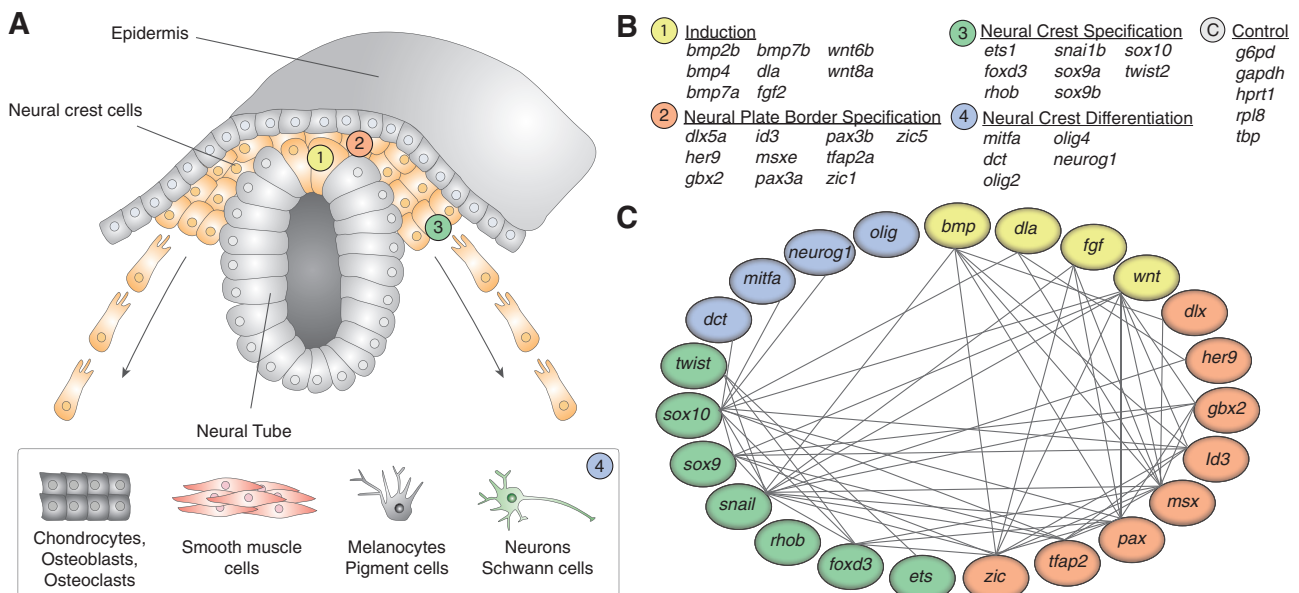 A
Epidermis
Neural crest cells
1
2
3
Neural Tube
4
Chondrocytes,
Osteoblasts,
Osteoclasts
Smooth muscle
cells
Melanocytes
Pigment cells
Neurons
Schwann cells
B
1 Induction
bmp2b bmp7b wnt6b
bmp4 dla wnt8a
bmp7a fgf2
2 Neural Plate Border Specification
dlx5a id3 pax3b zic5
her9 msxe tfap2a
gbx2 pax3a zic1
3 Neural Crest Specification
ets1 snai1b sox10
foxd3 sox9a twist2
rhob sox9b
4 Neural Crest Differentiation
mitfa olig4
dct neurog1
olig2
C Control
g6pd
gapdh
hprt1
rpl8
tbp
C
bmp
dla
fgf
wnt
dlx
her9
gbx2
Id3
msx
pax
tfap2
zic
ets
foxd3
rhob
snail
sox9
sox10
twist
dct
mitfa
neurog1
olig